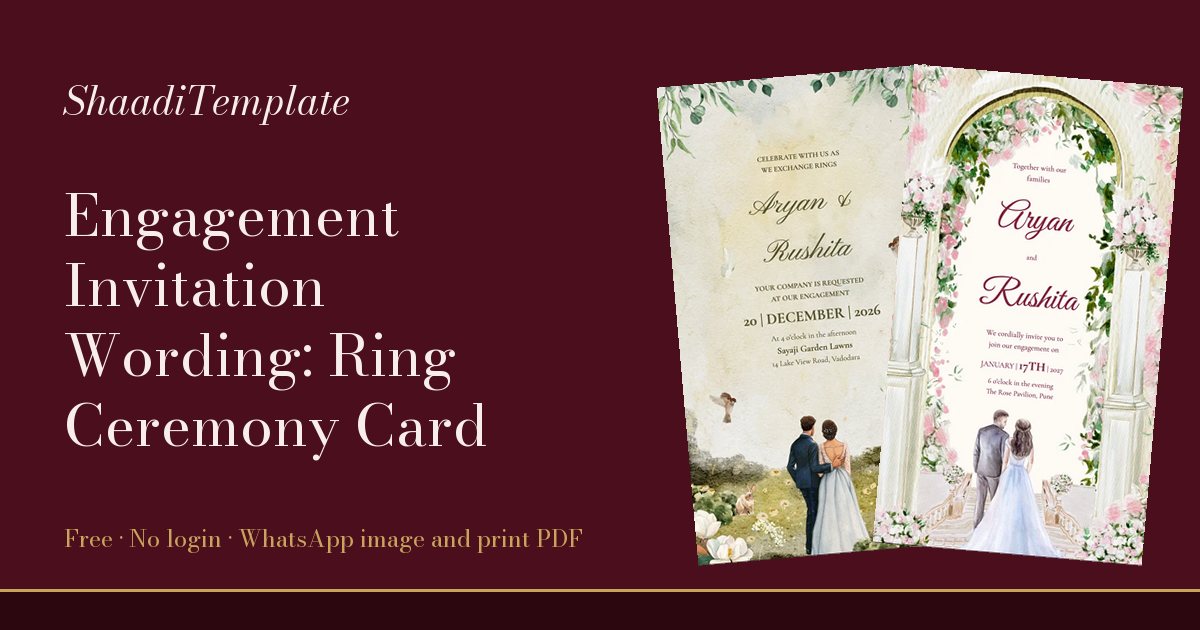 ShaadiTemplate
Engagement
Invitation
Wording: Ring
Ceremony Card
Free · No login · WhatsApp image and print PDF
CELEBRATE WITH US AS
WE EXCHANGE RINGS
Aryan &
Rushita
YOUR COMPANY IS REQUESTED
AT OUR ENGAGEMENT
20 | DECEMBER | 2026
At 4 o'clock in the afternoon
Sayaji Garden Lawns
14 Lake View Road, Vadodara
Together with our
families
Aryan
and
Rushita
We cordially invite you to
join our engagement on
JANUARY | 17TH | 2027
6 o'clock in the evening
The Rose Pavilion, Pune